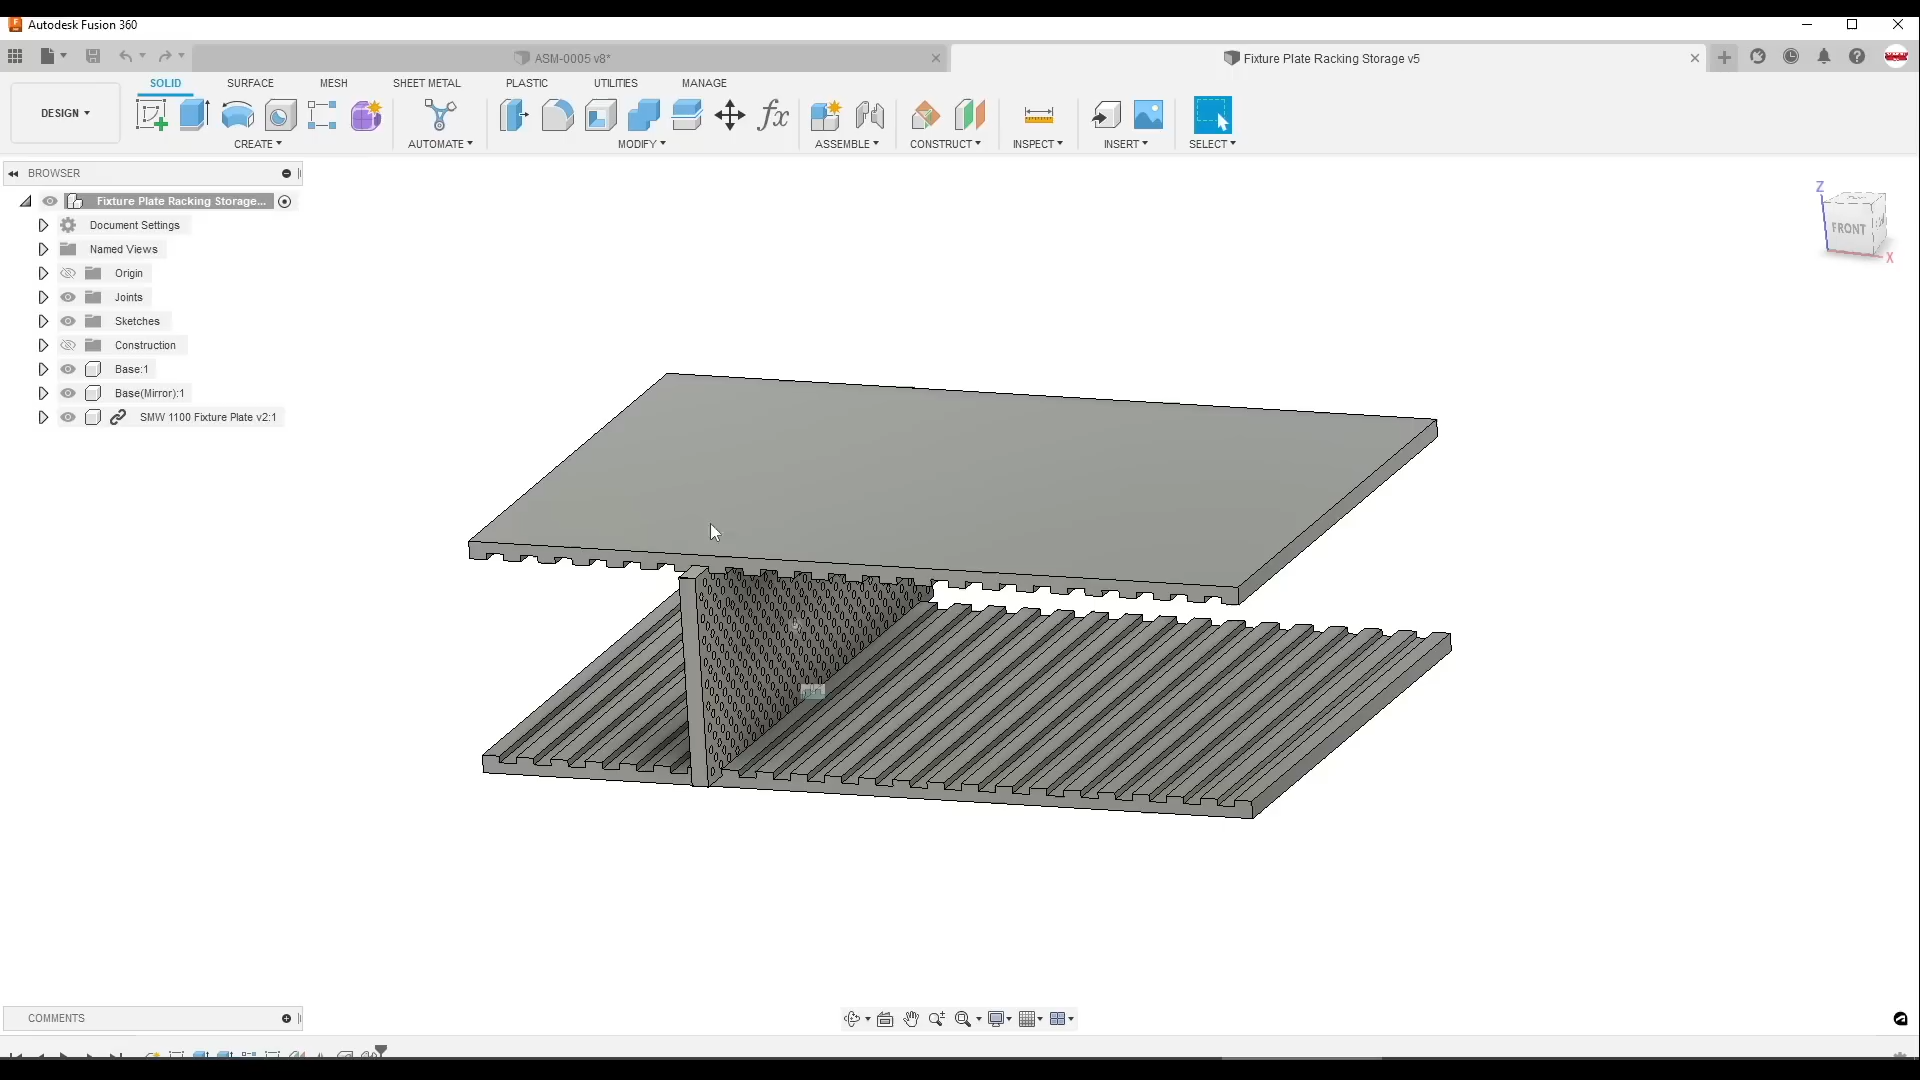 Autodesk Fusion 360
ASM-0005 v8*
Fixture Plate Racking Storage v5
DESIGN
SOLID
SURFACE
MESH
SHEET METAL
PLASTIC
UTILITIES
MANAGE
CREATE
AUTOMATE
MODIFY
ASSEMBLE
CONSTRUCT
INSPECT
INSERT
SELECT
BROWSER
Fixture Plate Racking Storage...
Document Settings
Named Views
Origin
Joints
Sketches
Construction
Base:1
Base(Mirror):1
SMW 1100 Fixture Plate v2:1
Z
FRONT
X
COMMENTS